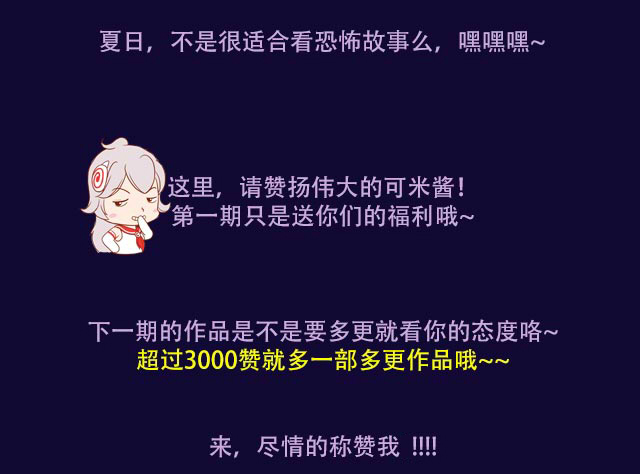 夏日，不是很适合看恐怖故事么，嘿嘿嘿~
这里，请赞扬伟大的可米酱！
第一期只是送你们的福利哦~
下一期的作品是不是要多更就看你的态度咯~
超过3000赞就多一部多更作品哦~~
来，尽情的称赞我 !!!!